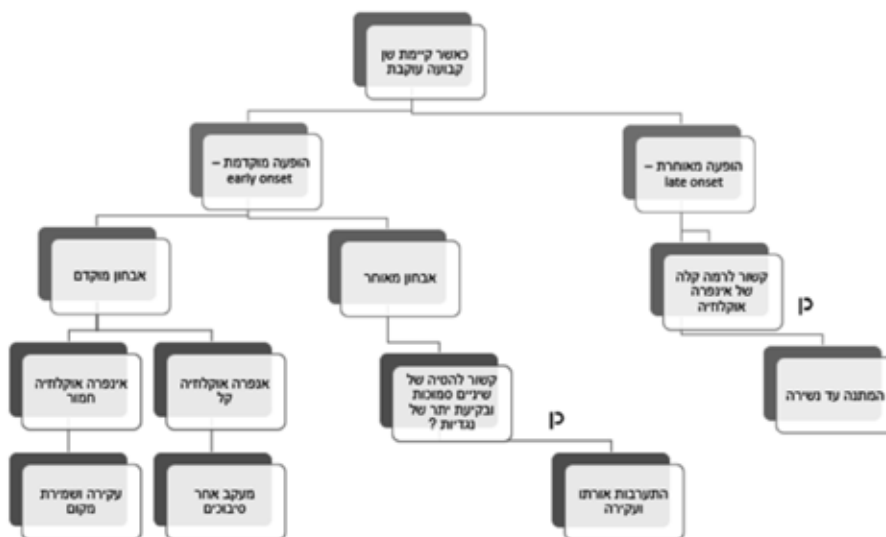 כאשר קיימת שן
קבועה עוקבת
הופעה מוקדמת –
early onset
הופעה מאוחרת –
late onset
אבחון מוקדם
אבחון מאוחר
קשור לרמה קלה
של אינפרה
אוקלוזיה
כן
אינפרה אוקלוזיה
חמור
אנפרה אוקלוזיה
קל
קשור להטיה של
שיניים סמוכות
ובקיעת יתר של
נגדיות ?
כן
המתנה עד נשירה
עקירה ושמירת
מקום
מעקב אחר
סיבוכים
התערבות אורתו
ועקירה